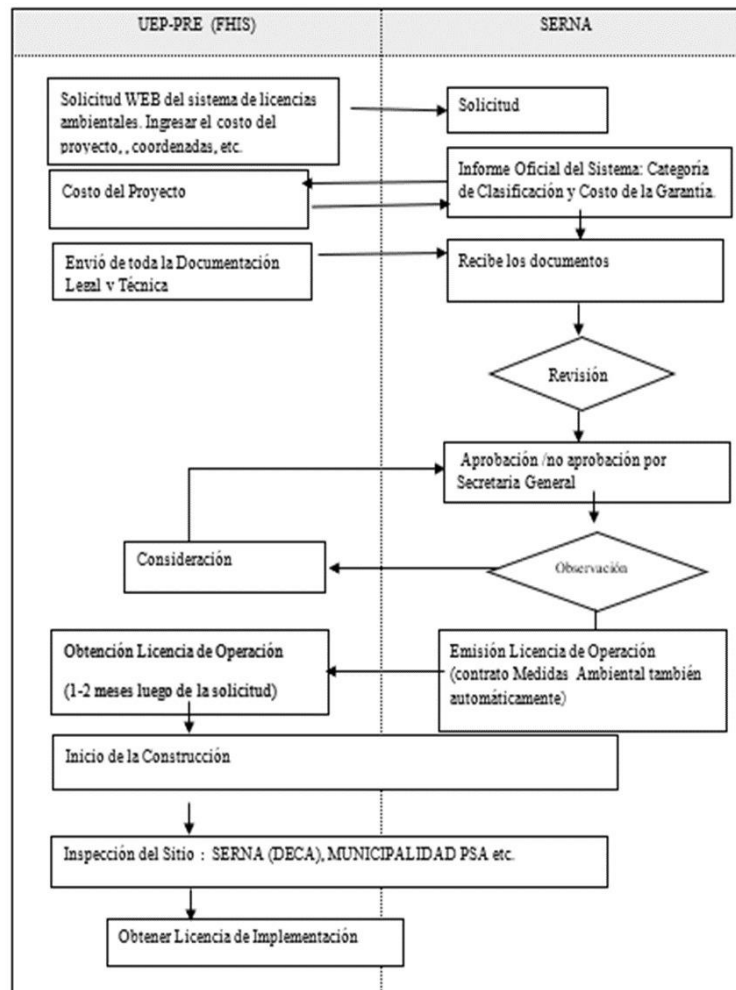 UEP-PRE (FHIS)
SERNA
Solicitud WEB del sistema de licencias
ambientales. Ingresar el costo del
proyecto, , coordenadas, etc.
Solicitud
Informe Oficial del Sistema: Categoría
de Clasificación y Costo de la Garantía.
Costo del Proyecto
Envió de toda la Documentación
Legal y Técnica
Recibe los documentos
Revisión
Aprobación /no aprobación por
Secretaria General
Consideración
Observación
Obtención Licencia de Operación
(1-2 meses luego de la solicitud)
Emisión Licencia de Operación
(contrato Medidas Ambiental también
automáticamente)
Inicio de la Construcción
Inspección del Sitio : SERNA (DECA), MUNICIPALIDAD PSA etc.
Obtener Licencia de Implementación